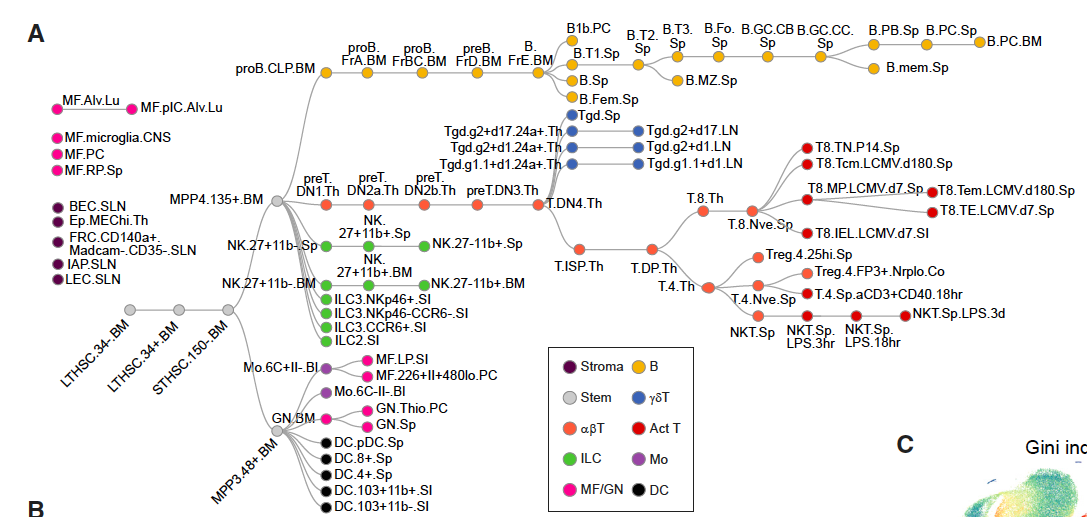 A
B1b.PC
B.T1.Sp
B.Sp
B.Fem.Sp
B.T2.
Sp
B.T3.
Sp
B.Fo.
Sp
B.GC.CB
Sp
B.GC.CC.
Sp
B.PB.Sp
B.PC.Sp
B.PC.BM
B.mem.Sp
B.MZ.Sp
proB.CLP.BM
proB.
FrA.BM
proB.
FrBC.BM
preB.
FrD.BM
B.
FrE.BM
MF.Alv.Lu
MF.pIC.Alv.Lu
MF.microglia.CNS
MF.PC
MF.RP.Sp
Tgd.Sp
Tgd.g2+d17.24a+.Th
Tgd.g2+d17.LN
Tgd.g2+d1.24a+.Th
Tgd.g2+d1.LN
Tgd.g1.1+d1.24a+.Th
Tgd.g1.1+d1.LN
MPP4.135+.BM
preT.
DN1.Th
preT.
DN2a.Th
preT.
DN2b.Th
preT.DN3.Th
T.DN4.Th
T.ISP.Th
T.DP.Th
T.8.Th
T.8.Nve.Sp
T8.TN.P14.Sp
T8.Tcm.LCMV.d180.Sp
T8.MP.LCMV.d7.Sp
T8.Tem.LCMV.d180.Sp
T8.TE.LCMV.d7.Sp
T8.IEL.LCMV.d7.SI
T.4.Th
Treg.4.25hi.Sp
T.4.Nve.Sp
Treg.4.FP3+.Nrplo.Co
T.4.Sp.aCD3+CD40.18hr
NKT.Sp
NKT.Sp.
LPS.3hr
NKT.Sp.
LPS.18hr
NKT.Sp.LPS.3d
BEC.SLN
Ep.MEChi.Th
FRC.CD140a+.
Madcam-.CD35-.SLN
IAP.SLN
LEC.SLN
NK.27+11b-.Sp
NK.
27+11b+.Sp
NK.27-11b+.Sp
NK.27+11b-.BM
NK.
27+11b+.BM
NK.27-11b+.BM
ILC3.NKp46+.SI
ILC3.NKp46-CCR6-.SI
ILC3.CCR6+.SI
ILC2.SI
LTHSC.34-.BM
LTHSC.34+.BM
STHSC.150-.BM
Mo.6C+II-.Bl
MF.LP.SI
MF.226+II+480lo.PC
Mo.6C-II-.Bl
GN.BM
GN.Thio.PC
GN.Sp
MPP3.48+.BM
DC.pDC.Sp
DC.8+.Sp
DC.4+.Sp
DC.103+11b+.SI
DC.103+11b-.SI
Stroma
B
Stem
γδT
αβT
Act T
ILC
Mo
MF/GN
DC
B
C
Gini inc